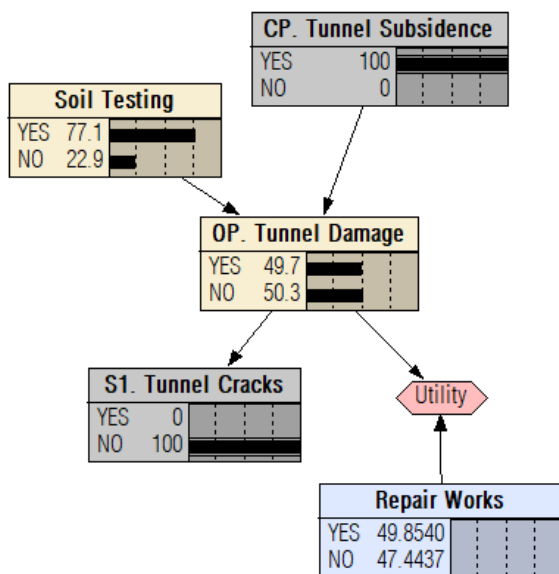 CP. Tunnel Subsidence
YES 100
NO 0
Soil Testing
YES 77.1
NO 22.9
OP. Tunnel Damage
YES 49.7
NO 50.3
S1. Tunnel Cracks
YES 0
NO 100
Utility
Repair Works
YES 49.8540
NO 47.4437